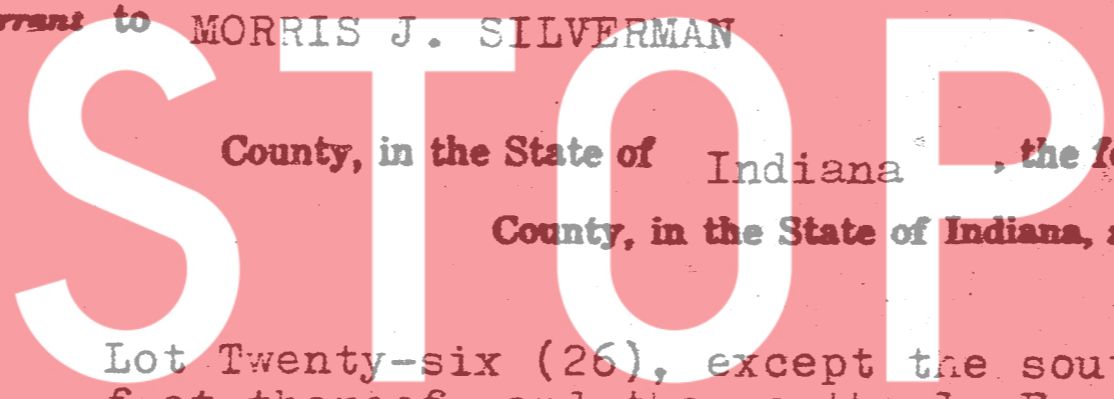 to MORRIS J. SILVERMAN
STOP
County, in the State of Indiana, the
County, in the State of Indiana,
Lot Twenty-six (26), except the